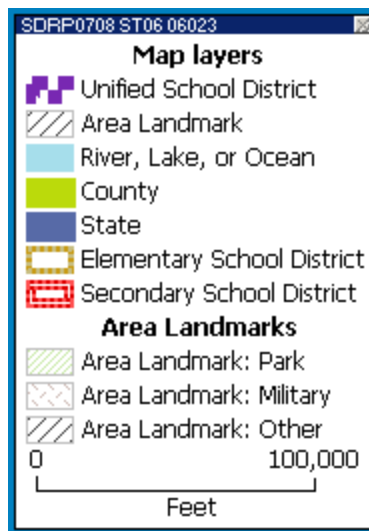 SDRP0708 ST06 06023
Map layers
Unified School District
Area Landmark
River, Lake, or Ocean
County
State
Elementary School District
Secondary School District
Area Landmarks
Area Landmark: Park
Area Landmark: Military
Area Landmark: Other
0 100,000
Feet